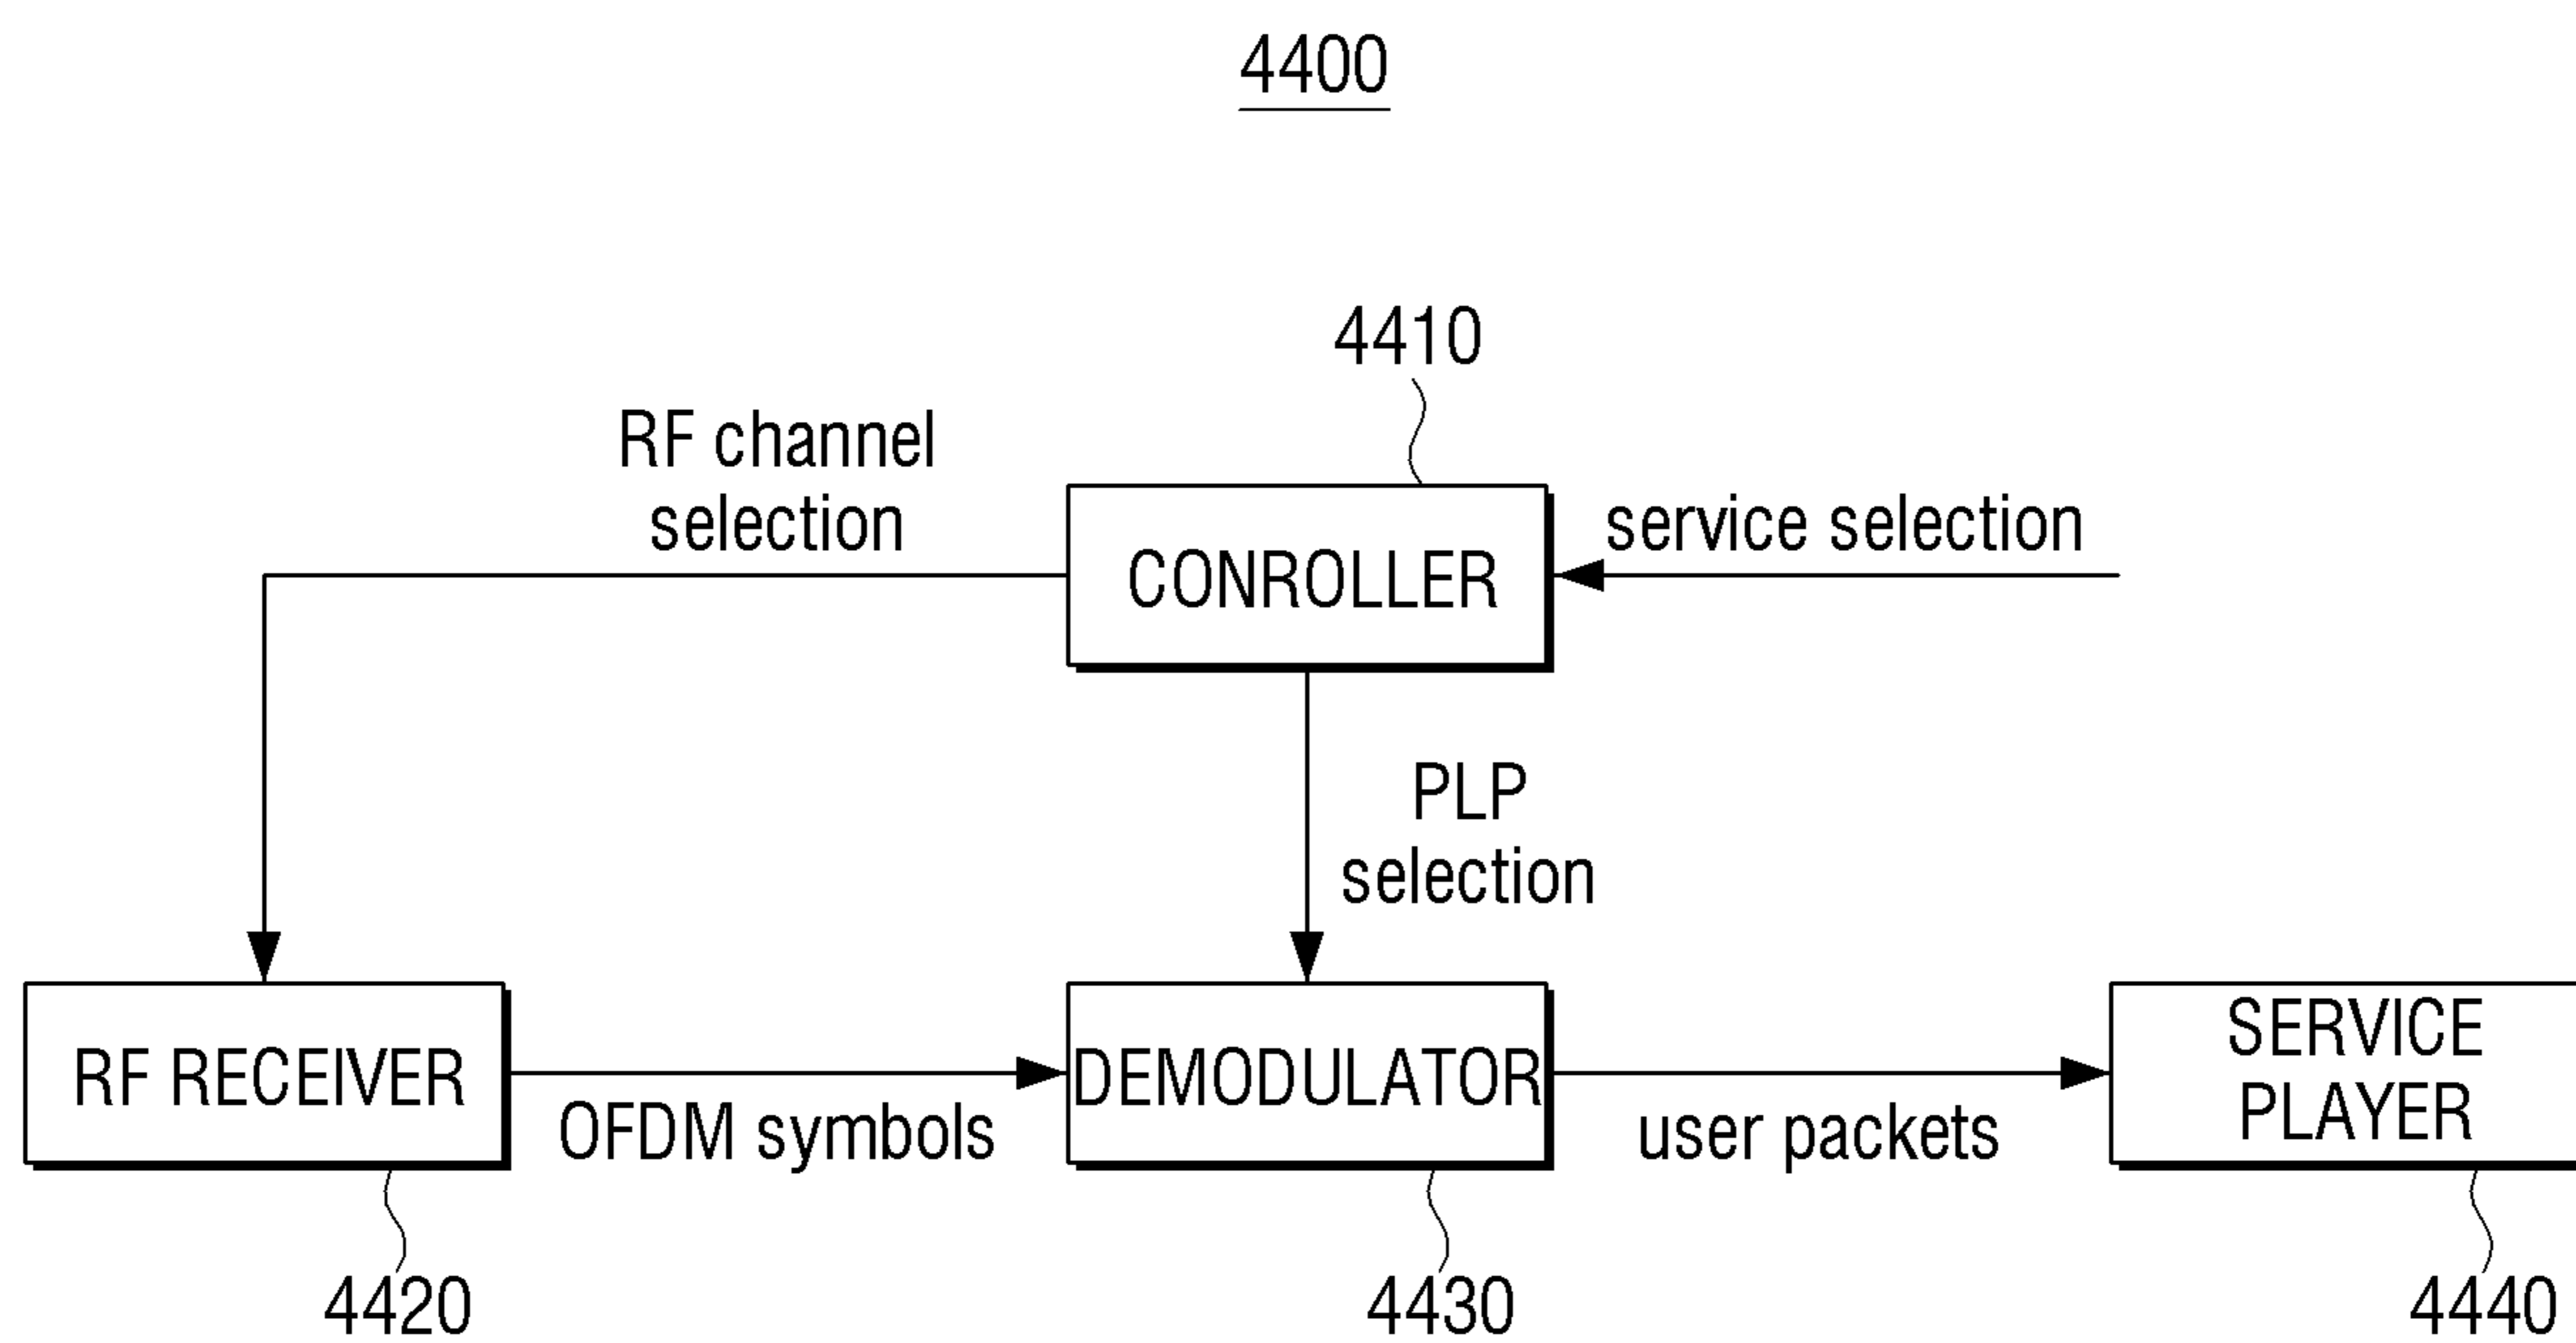 4400
4410
RF channel
selection
CONROLLER
service selection
PLP
selection
RF RECEIVER
OFDM symbols
DEMODULATOR
user packets
SERVICE
PLAYER
4420
4430
4440